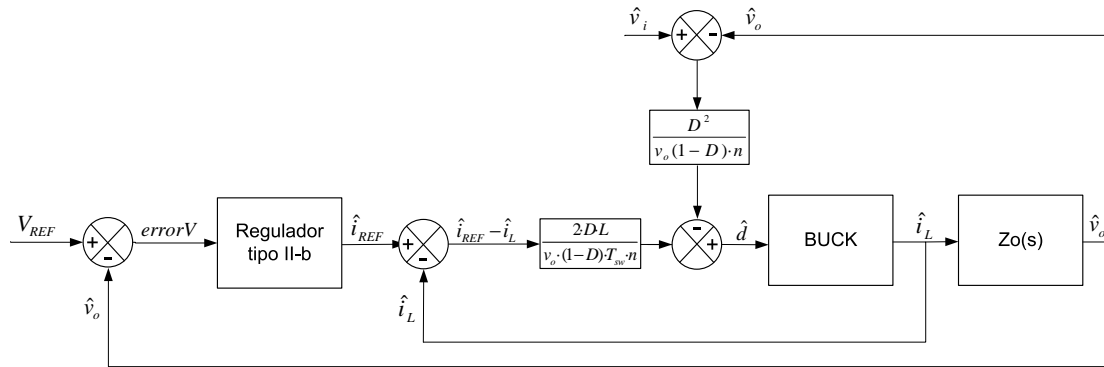 v̂_i
v̂_o
+
-
D^2
v_o(1-D)·n
V_REF
+
-
errorV
Regulador
tipo II-b
î_REF
+
-
î_REF - î_L
2·D·L
v_o·(1-D)·T_sw·n
-
+
d̂
BUCK
î_L
Zo(s)
v̂_o
v̂_o
î_L